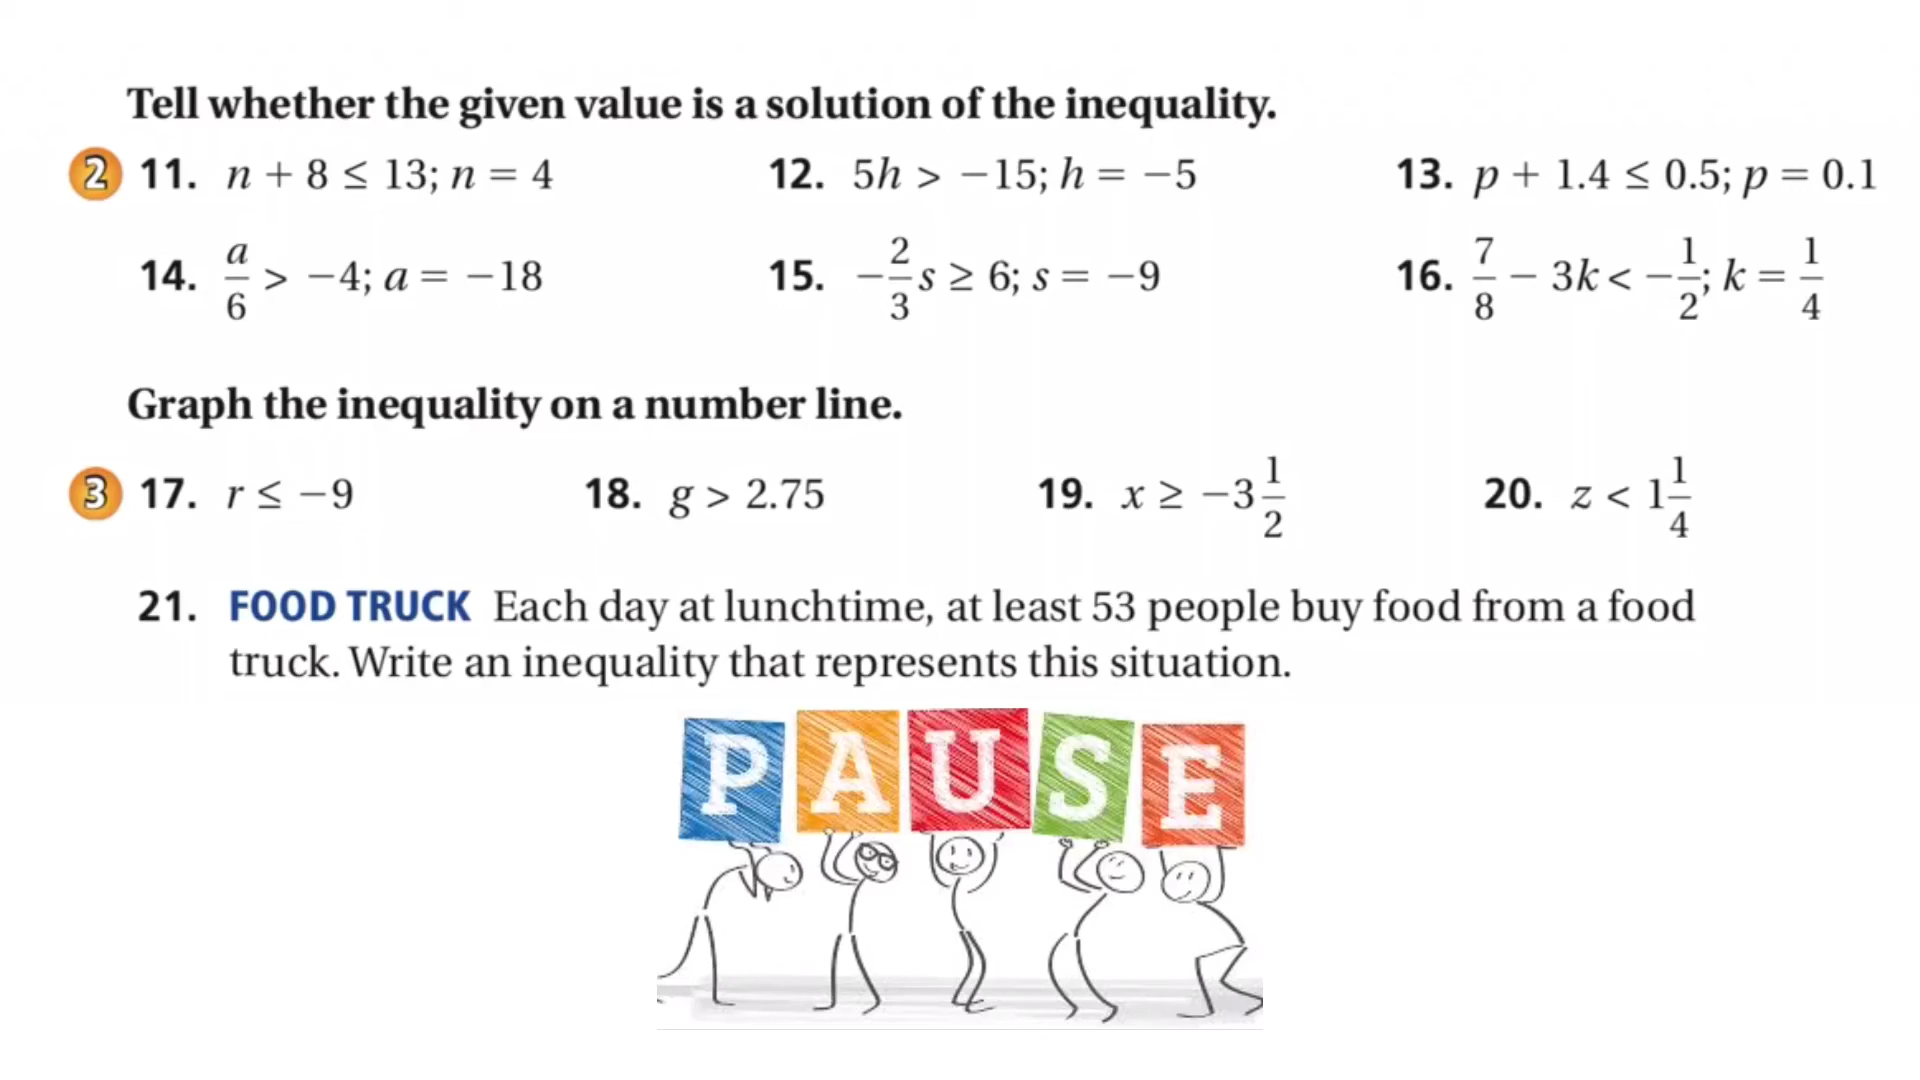 Tell whether the given value is a solution of the inequality.
2 11. n + 8 ≤ 13; n = 4 12. 5h > −15; h = −5 13. p + 1.4 ≤ 0.5; p = 0.1
14. a/6 > −4; a = −18 15. −2/3 s ≥ 6; s = −9 16. 7/8 − 3k < −1/2; k = 1/4
Graph the inequality on a number line.
3 17. r ≤ −9 18. g > 2.75 19. x ≥ −3 1/2 20. z < 1 1/4
21. FOOD TRUCK Each day at lunchtime, at least 53 people buy food from a food
truck. Write an inequality that represents this situation.
PAUSE